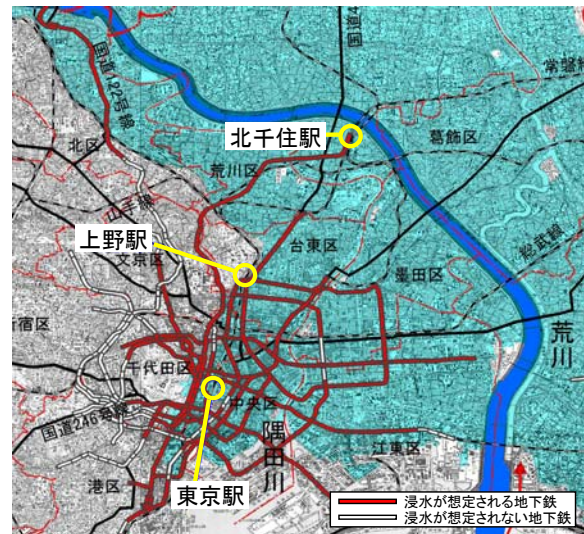 国道4
国道122号線
常磐線
北千住駅
葛飾区
北区
荒川区
山手線
上野駅
台東区
文京区
総武線
墨田区
新宿区
荒川
千代田区
中央区
国道246号線
隅田川
江東区
港区
東京駅
浸水が想定される地下鉄
浸水が想定されない地下鉄